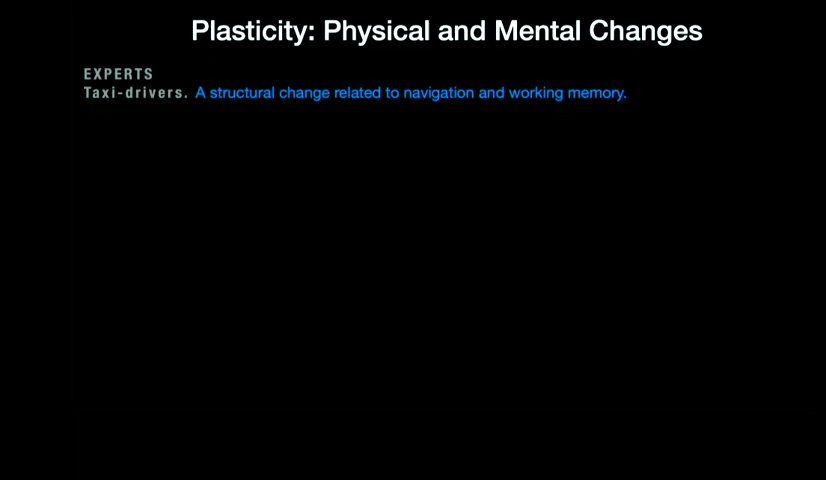 Plasticity: Physical and Mental Changes
EXPERTS
Taxi-drivers. A structural change related to navigation and working memory.